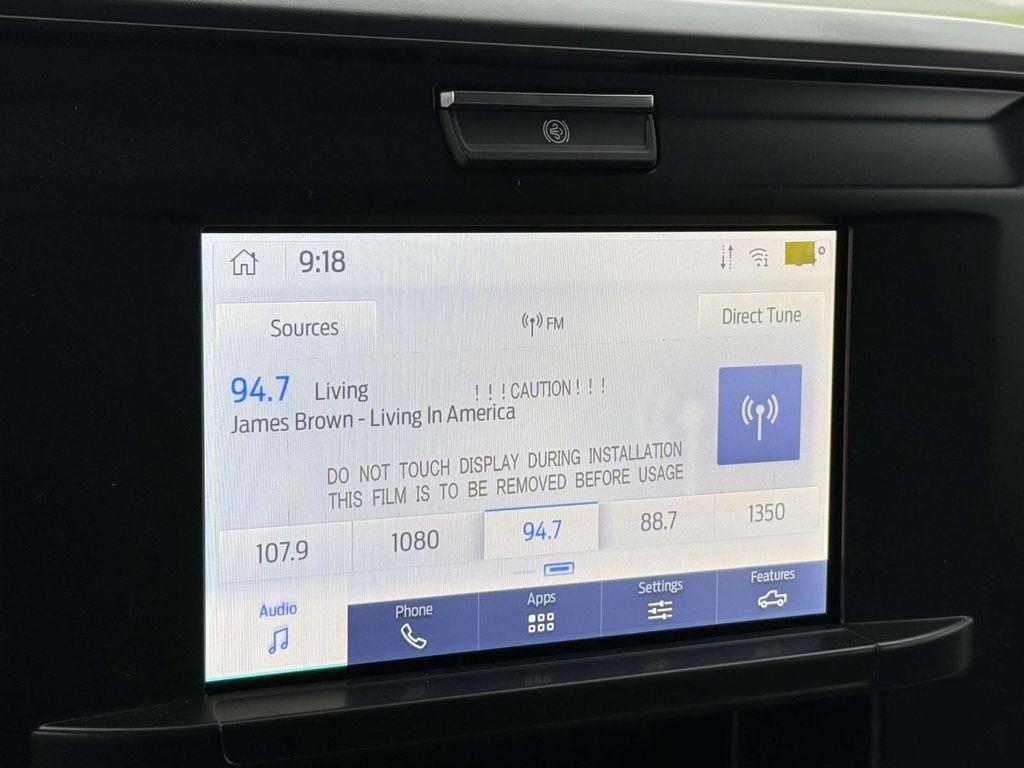 9:18
Sources
FM
Direct Tune
94.7 Living
! ! ! CAUTION ! ! !
James Brown - Living In America
DO NOT TOUCH DISPLAY DURING INSTALLATION
THIS FILM IS TO BE REMOVED BEFORE USAGE
107.9 1080 94.7 88.7 1350
Audio Phone Apps Settings Features